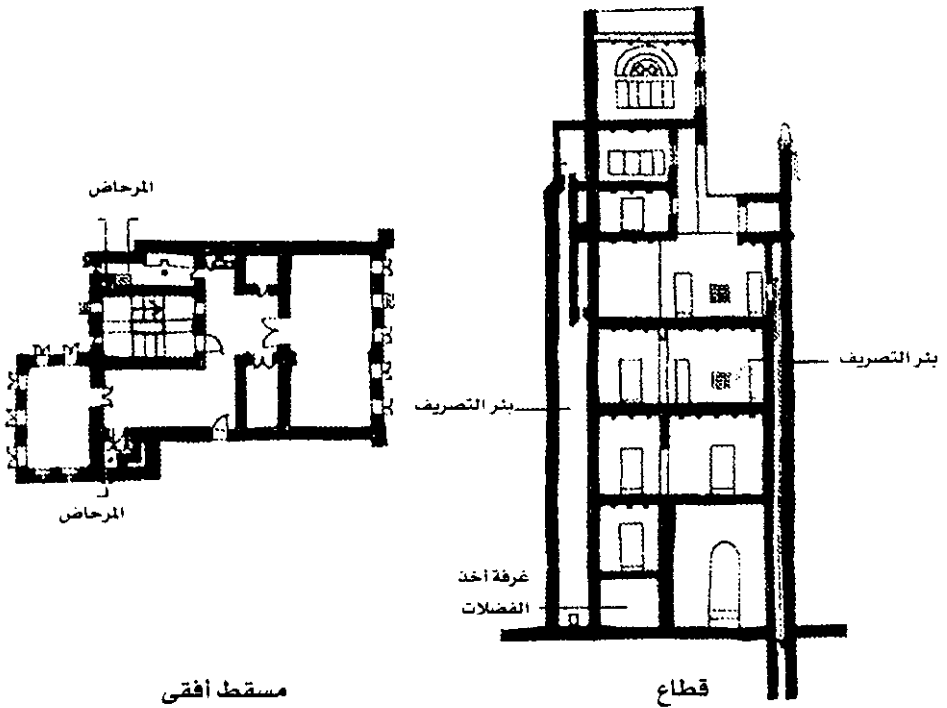 المرحاض
بئر التصريف
بئر التصريف
المرحاض
غرفة أخذ
الفضلات
قطاع
مسقط أفقي